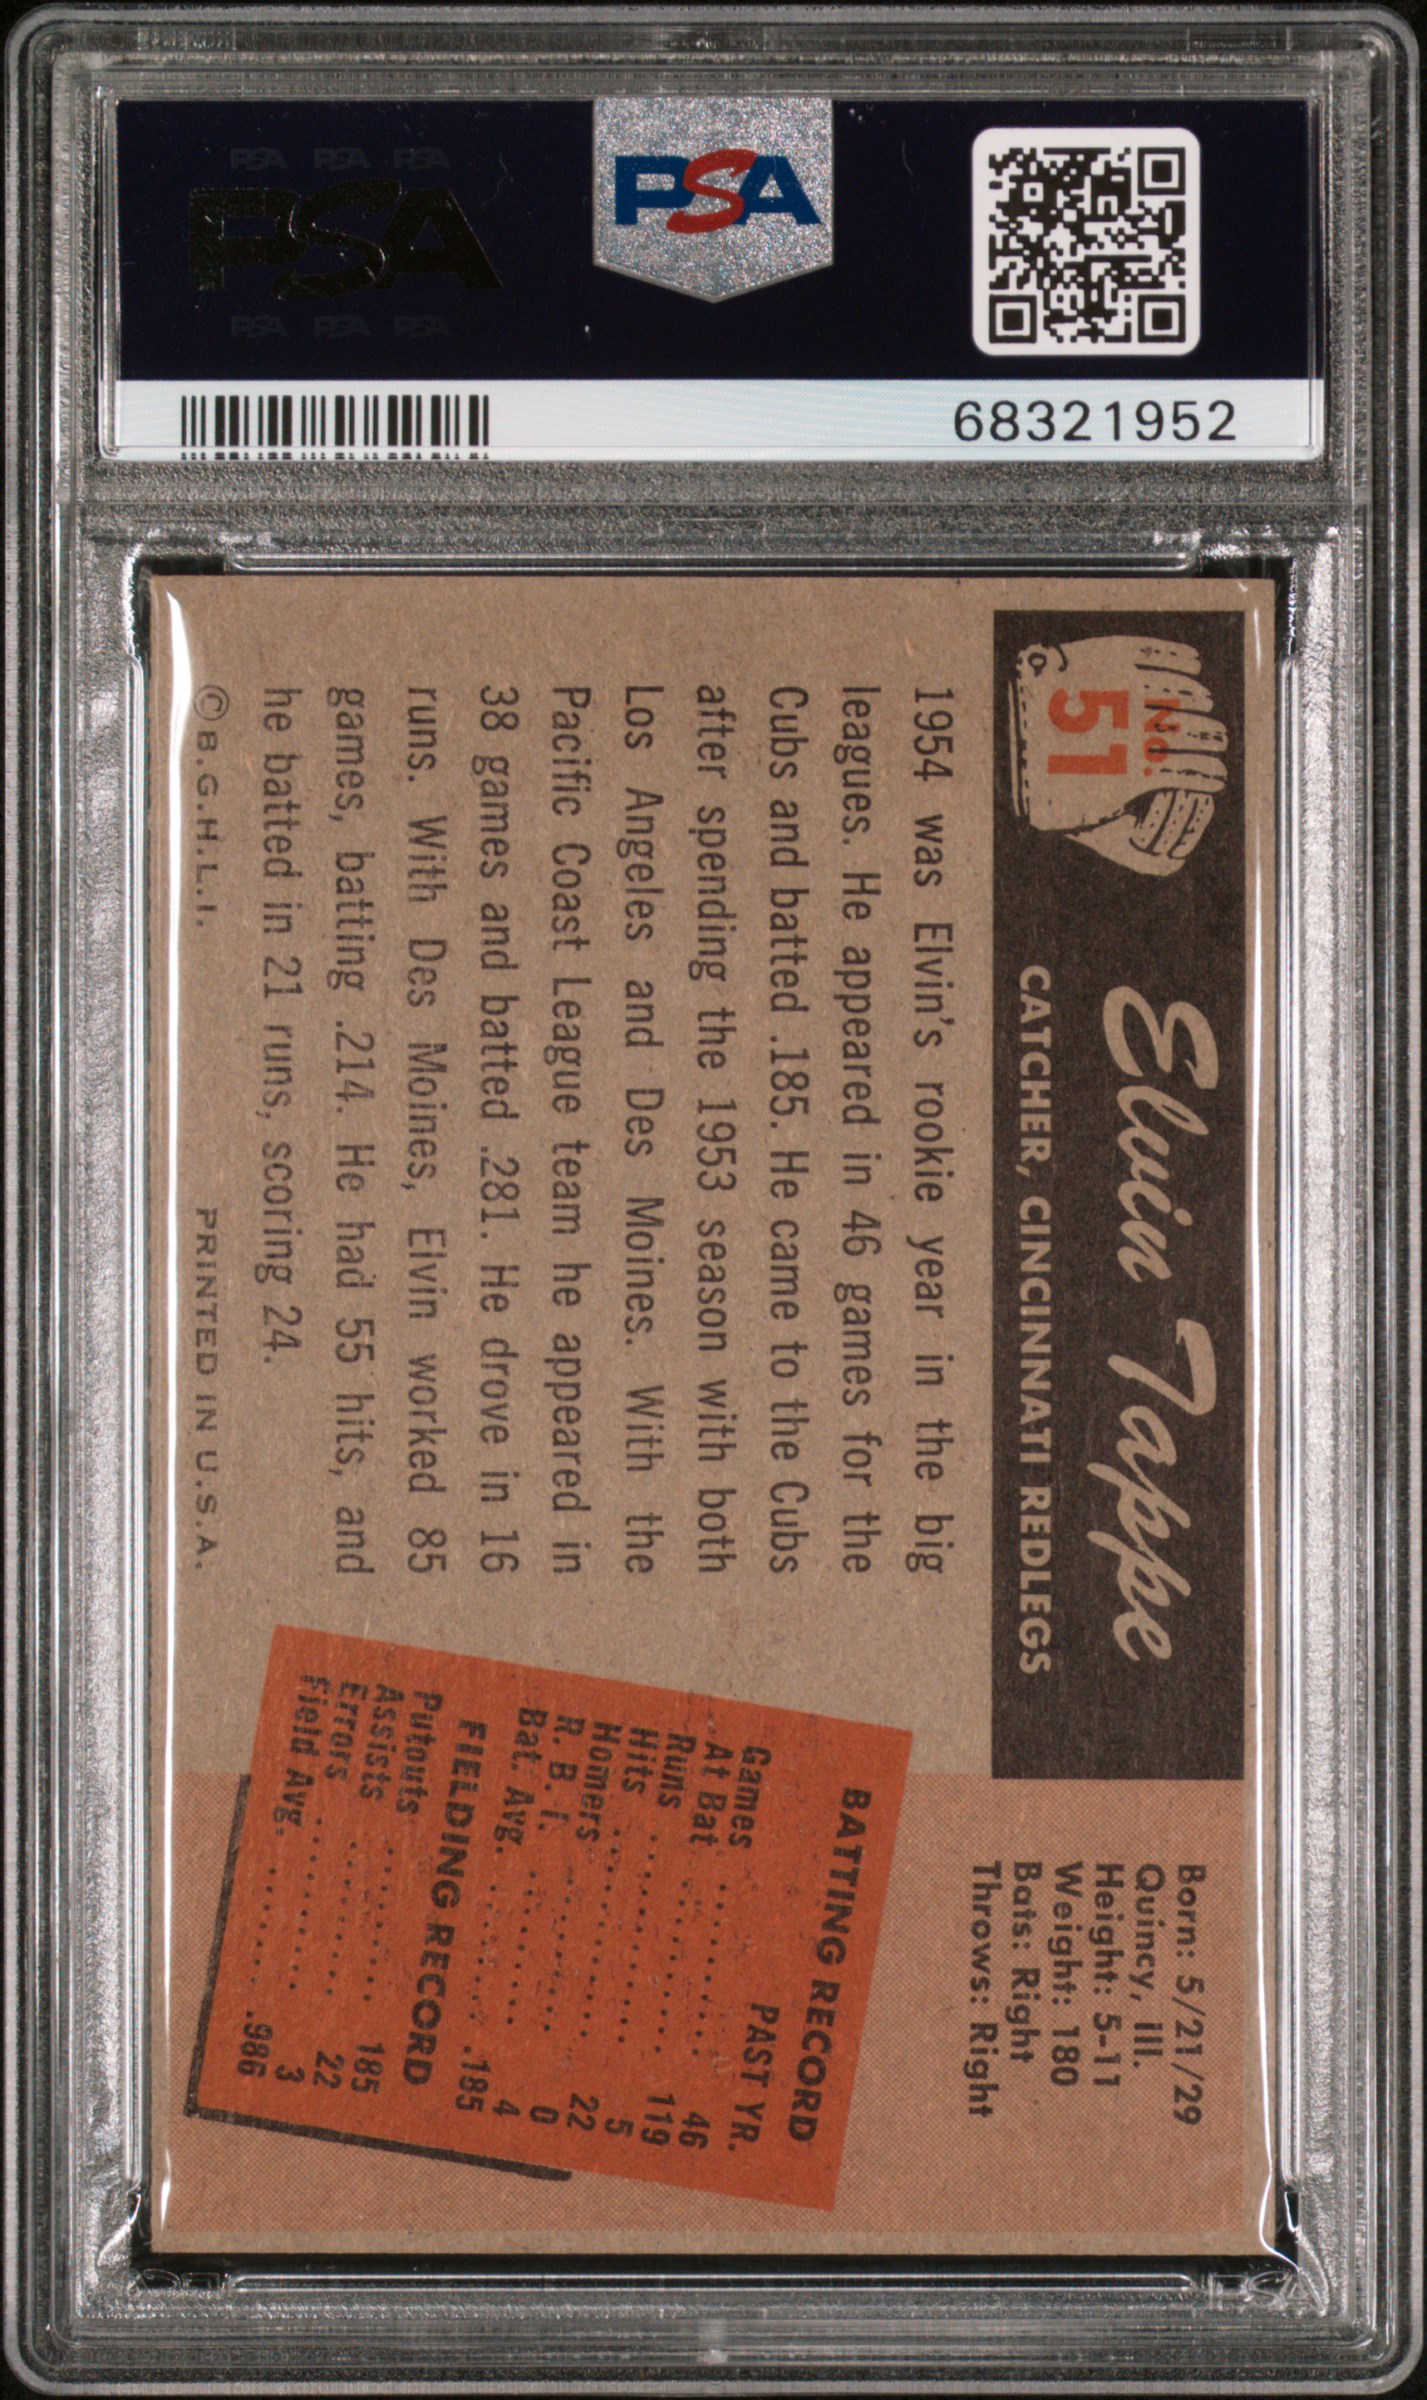 PSA PSA PSA
PSA
PSA PSA PSA
PSA
68321952
No.
51
Elvin Tappe
CATCHER, CINCINNATI REDLEGS
1954 was Elvin's rookie year in the big
leagues. He appeared in 46 games for the
Cubs and batted .185. He came to the Cubs
after spending the 1953 season with both
Los Angeles and Des Moines. With the
Pacific Coast League team he appeared in
38 games and batted .281. He drove in 16
runs. With Des Moines, Elvin worked 85
games, batting .214. He had 55 hits, and
he batted in 21 runs, scoring 24.
© B.G.H.L.I. PRINTED IN U.S.A.
Born: 5/21/29
Quincy, Ill.
Height: 5-11
Weight: 180
Bats: Right
Throws: Right
BATTING RECORD
PAST YR.
Games . . . . . . . . 46
At Bat . . . . . . . . 119
Runs . . . . . . . . 5
Hits . . . . . . . . 22
Homers . . . . . . . . 0
R. B. I. . . . . . . . . 4
Bat. Avg. . . . . . . . . .185
FIELDING RECORD
Putouts . . . . . . . . 185
Assists . . . . . . . . 22
Errors . . . . . . . . 3
Field Avg. . . . . . . . . .986
PSA